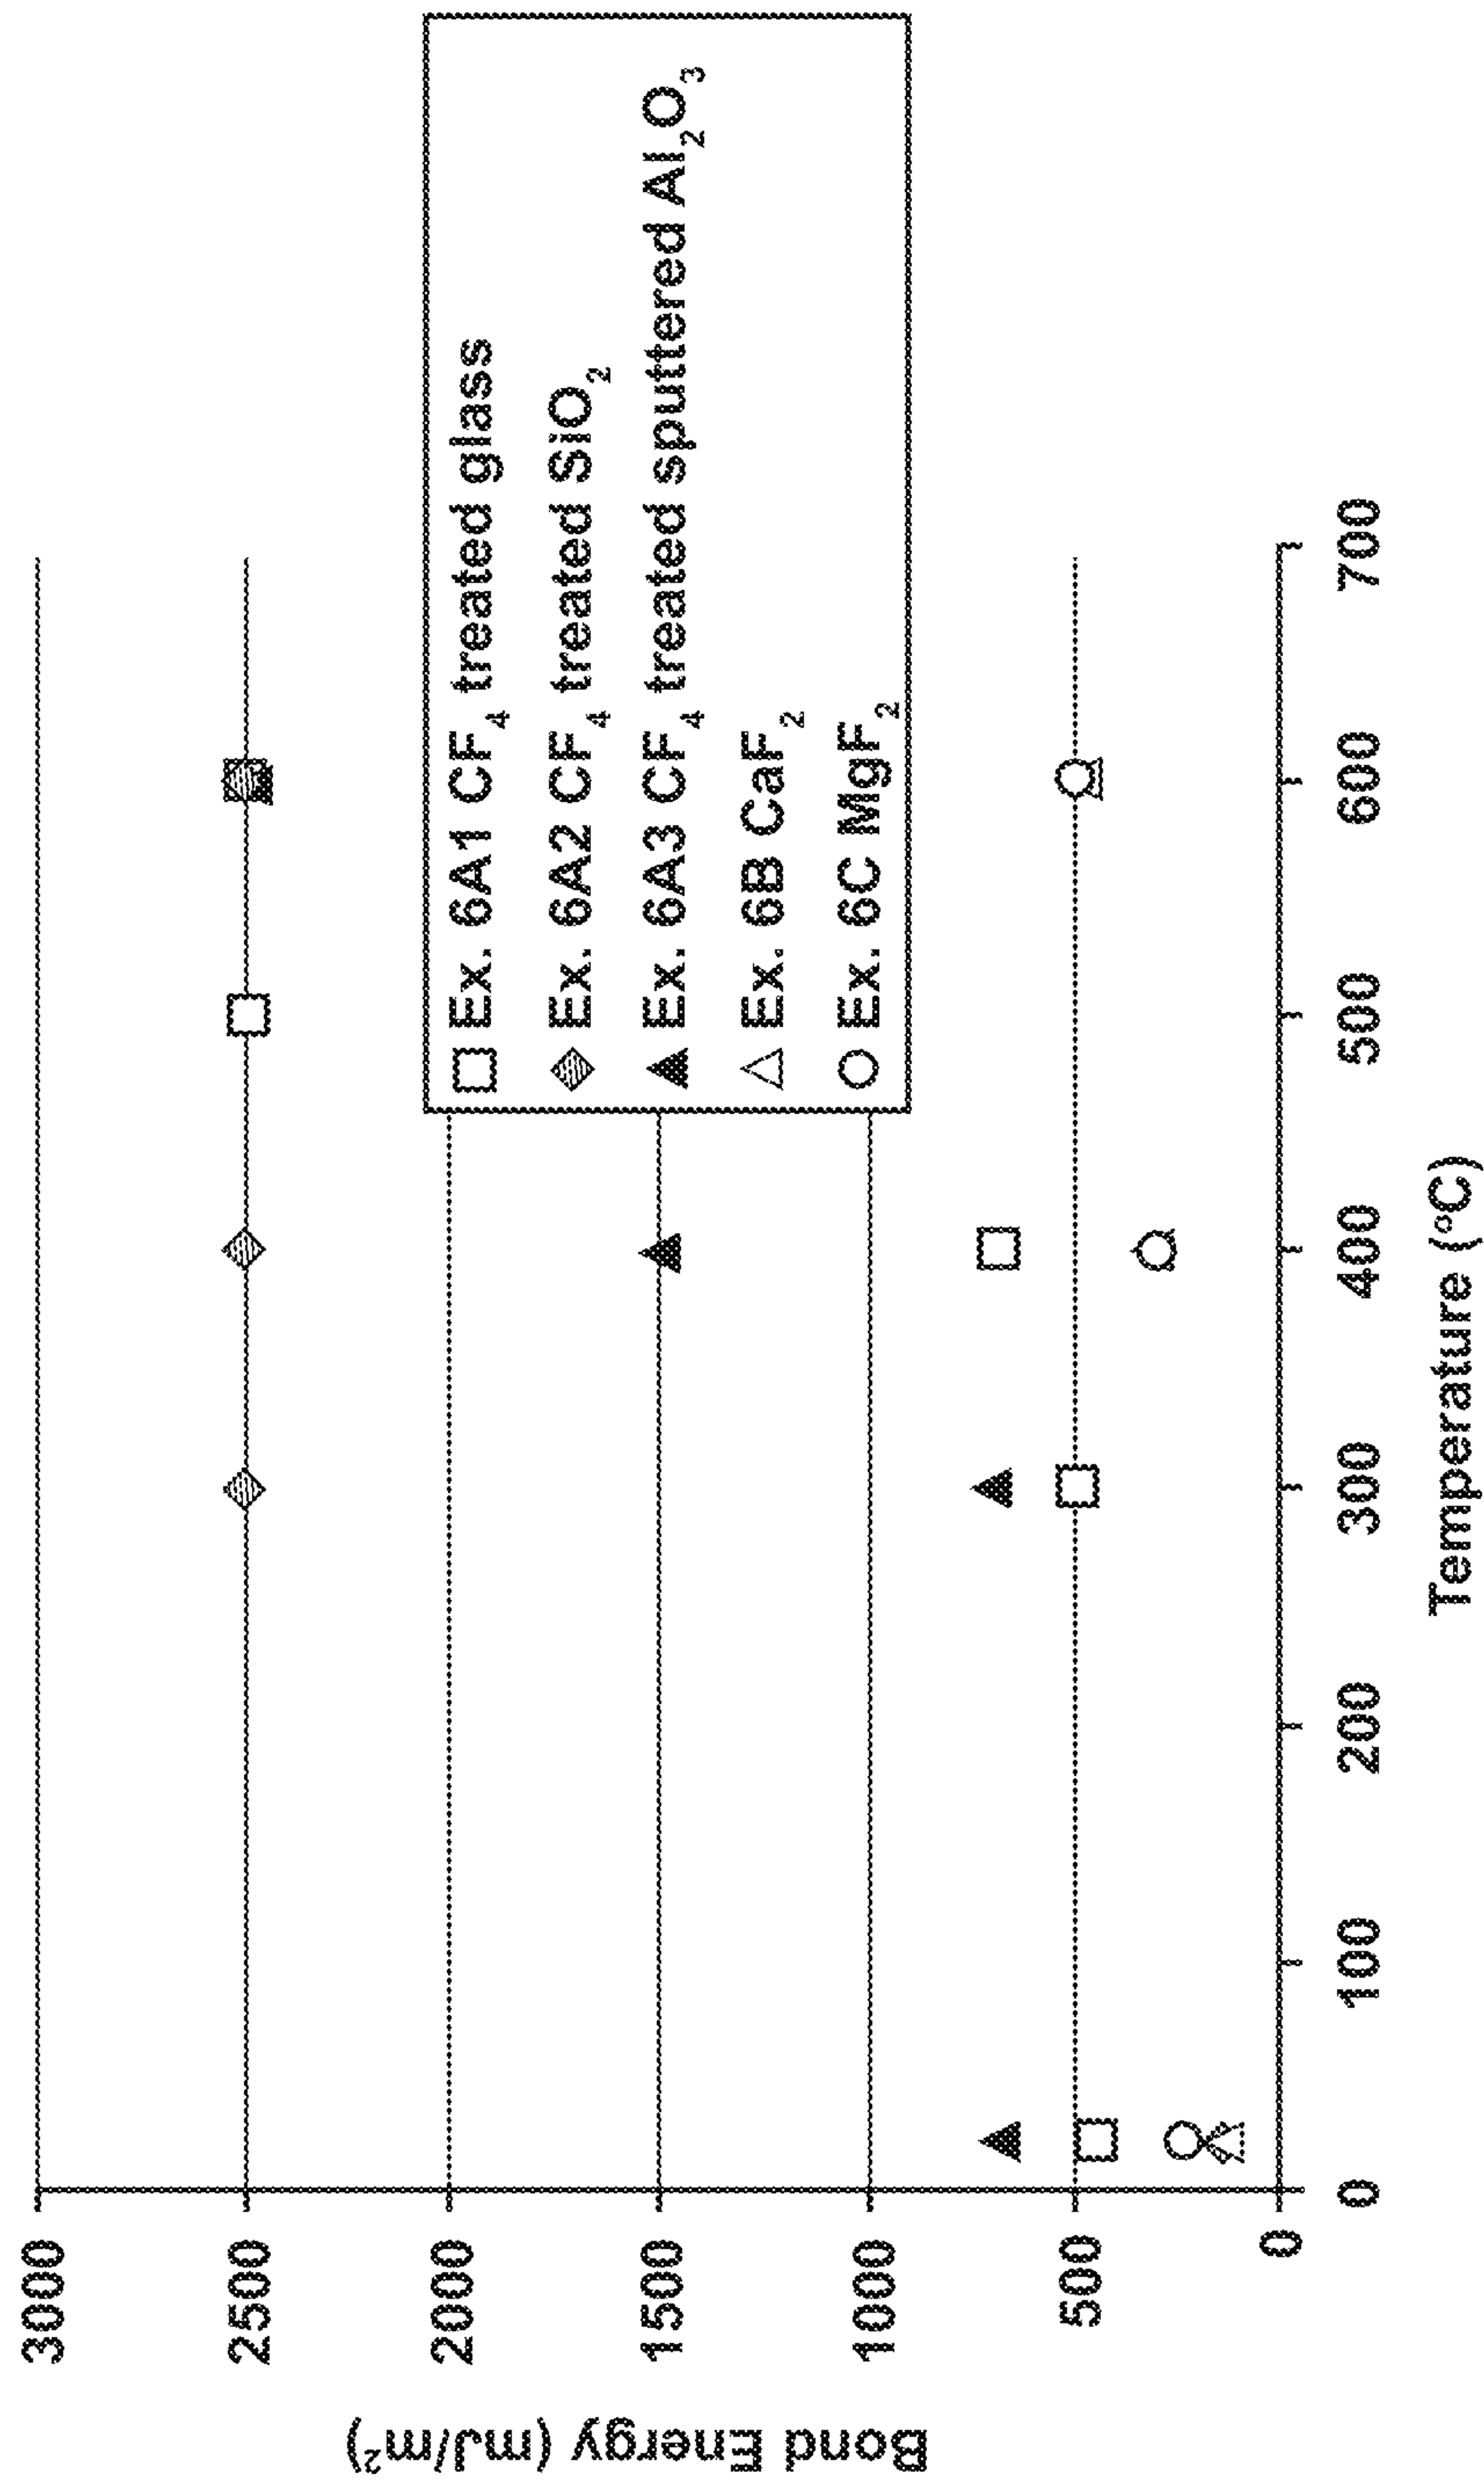 Bond Energy (mJ/m²)
3000
2500
2000
1500
1000
500
0
Ex. 6A1 CF₄ treated glass
Ex. 6A2 CF₄ treated SiO₂
Ex. 6A3 CF₄ treated sputtered Al₂O₃
Ex. 6B CaF₂
Ex. 6C MgF₂
0 100 200 300 400 500 600 700
Temperature (°C)